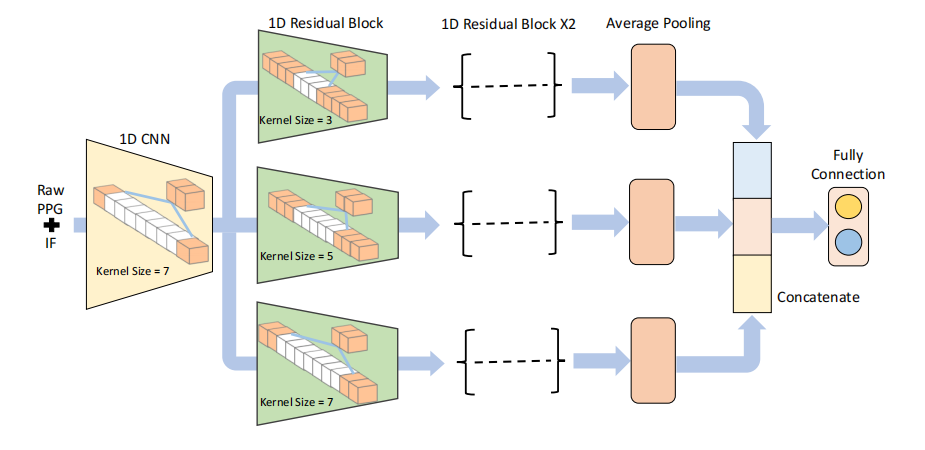 1D Residual Block
1D Residual Block X2
Average Pooling
Kernel Size = 3
1D CNN
Raw
PPG
IF
Kernel Size = 7
Kernel Size = 5
Fully
Connection
Concatenate
Kernel Size = 7